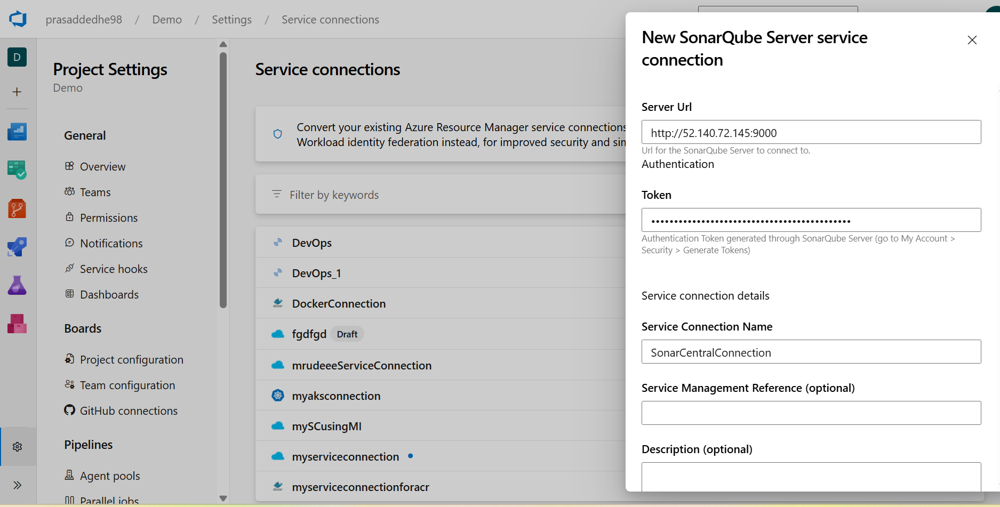 prasaddedhe98 / Demo / Settings / Service connections
D
Project Settings
Demo
General
Overview
Teams
Permissions
Notifications
Service hooks
Dashboards
Boards
Project configuration
Team configuration
GitHub connections
Pipelines
Agent pools
Parallel jobs
Service connections
Convert your existing Azure Resource Manager service connections
Workload identity federation instead, for improved security and sim
Filter by keywords
DevOps
DevOps_1
DockerConnection
fgdfgd Draft
mrudeeeServiceConnection
myaksconnection
mySCusingMI
myserviceconnection
myserviceconnectionforacr
New SonarQube Server service
connection
Server Url
http://52.140.72.145:9000
Url for the SonarQube Server to connect to.
Authentication
Token
••••••••••••••••••••••••••••••••••••••••••••
Authentication Token generated through SonarQube Server (go to My Account >
Security > Generate Tokens)
Service connection details
Service Connection Name
SonarCentralConnection
Service Management Reference (optional)
Description (optional)